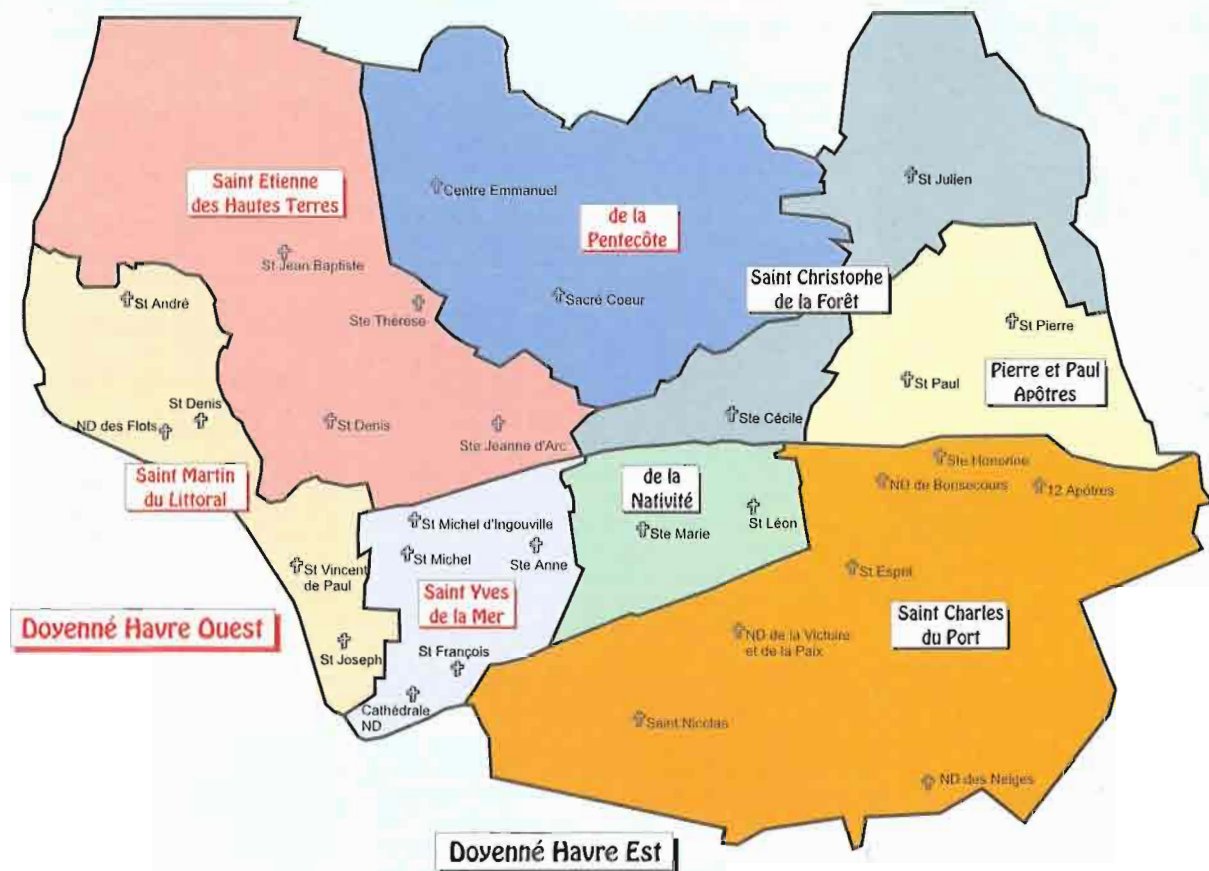 St Julien
Saint Etienne
des Hautes Terres
Centre Emmanuel
de la
Pentecôte
St Jean Baptiste
Saint Christophe
de la Forêt
St André
Ste Thérèse
Sacré Coeur
St Pierre
Pierre et Paul
Apôtres
St Paul
St Denis
ND des Flots
St Denis
Ste Jeanne d'Arc
Ste Cécile
Saint Martin
du Littoral
de la
Nativité
Ste Honorine
ND de Bonsecours
12 Apôtres
St Michel d'Ingouville
Ste Marie
St Léon
St Michel
Ste Anne
St Vincent
de Paul
St Esprit
Saint Yves
de la Mer
Saint Charles
du Port
Doyenné Havre Ouest
St Joseph
St François
ND de la Victoire
et de la Paix
Cathédrale
ND
Saint Nicolas
ND des Neiges
Doyenné Havre Est